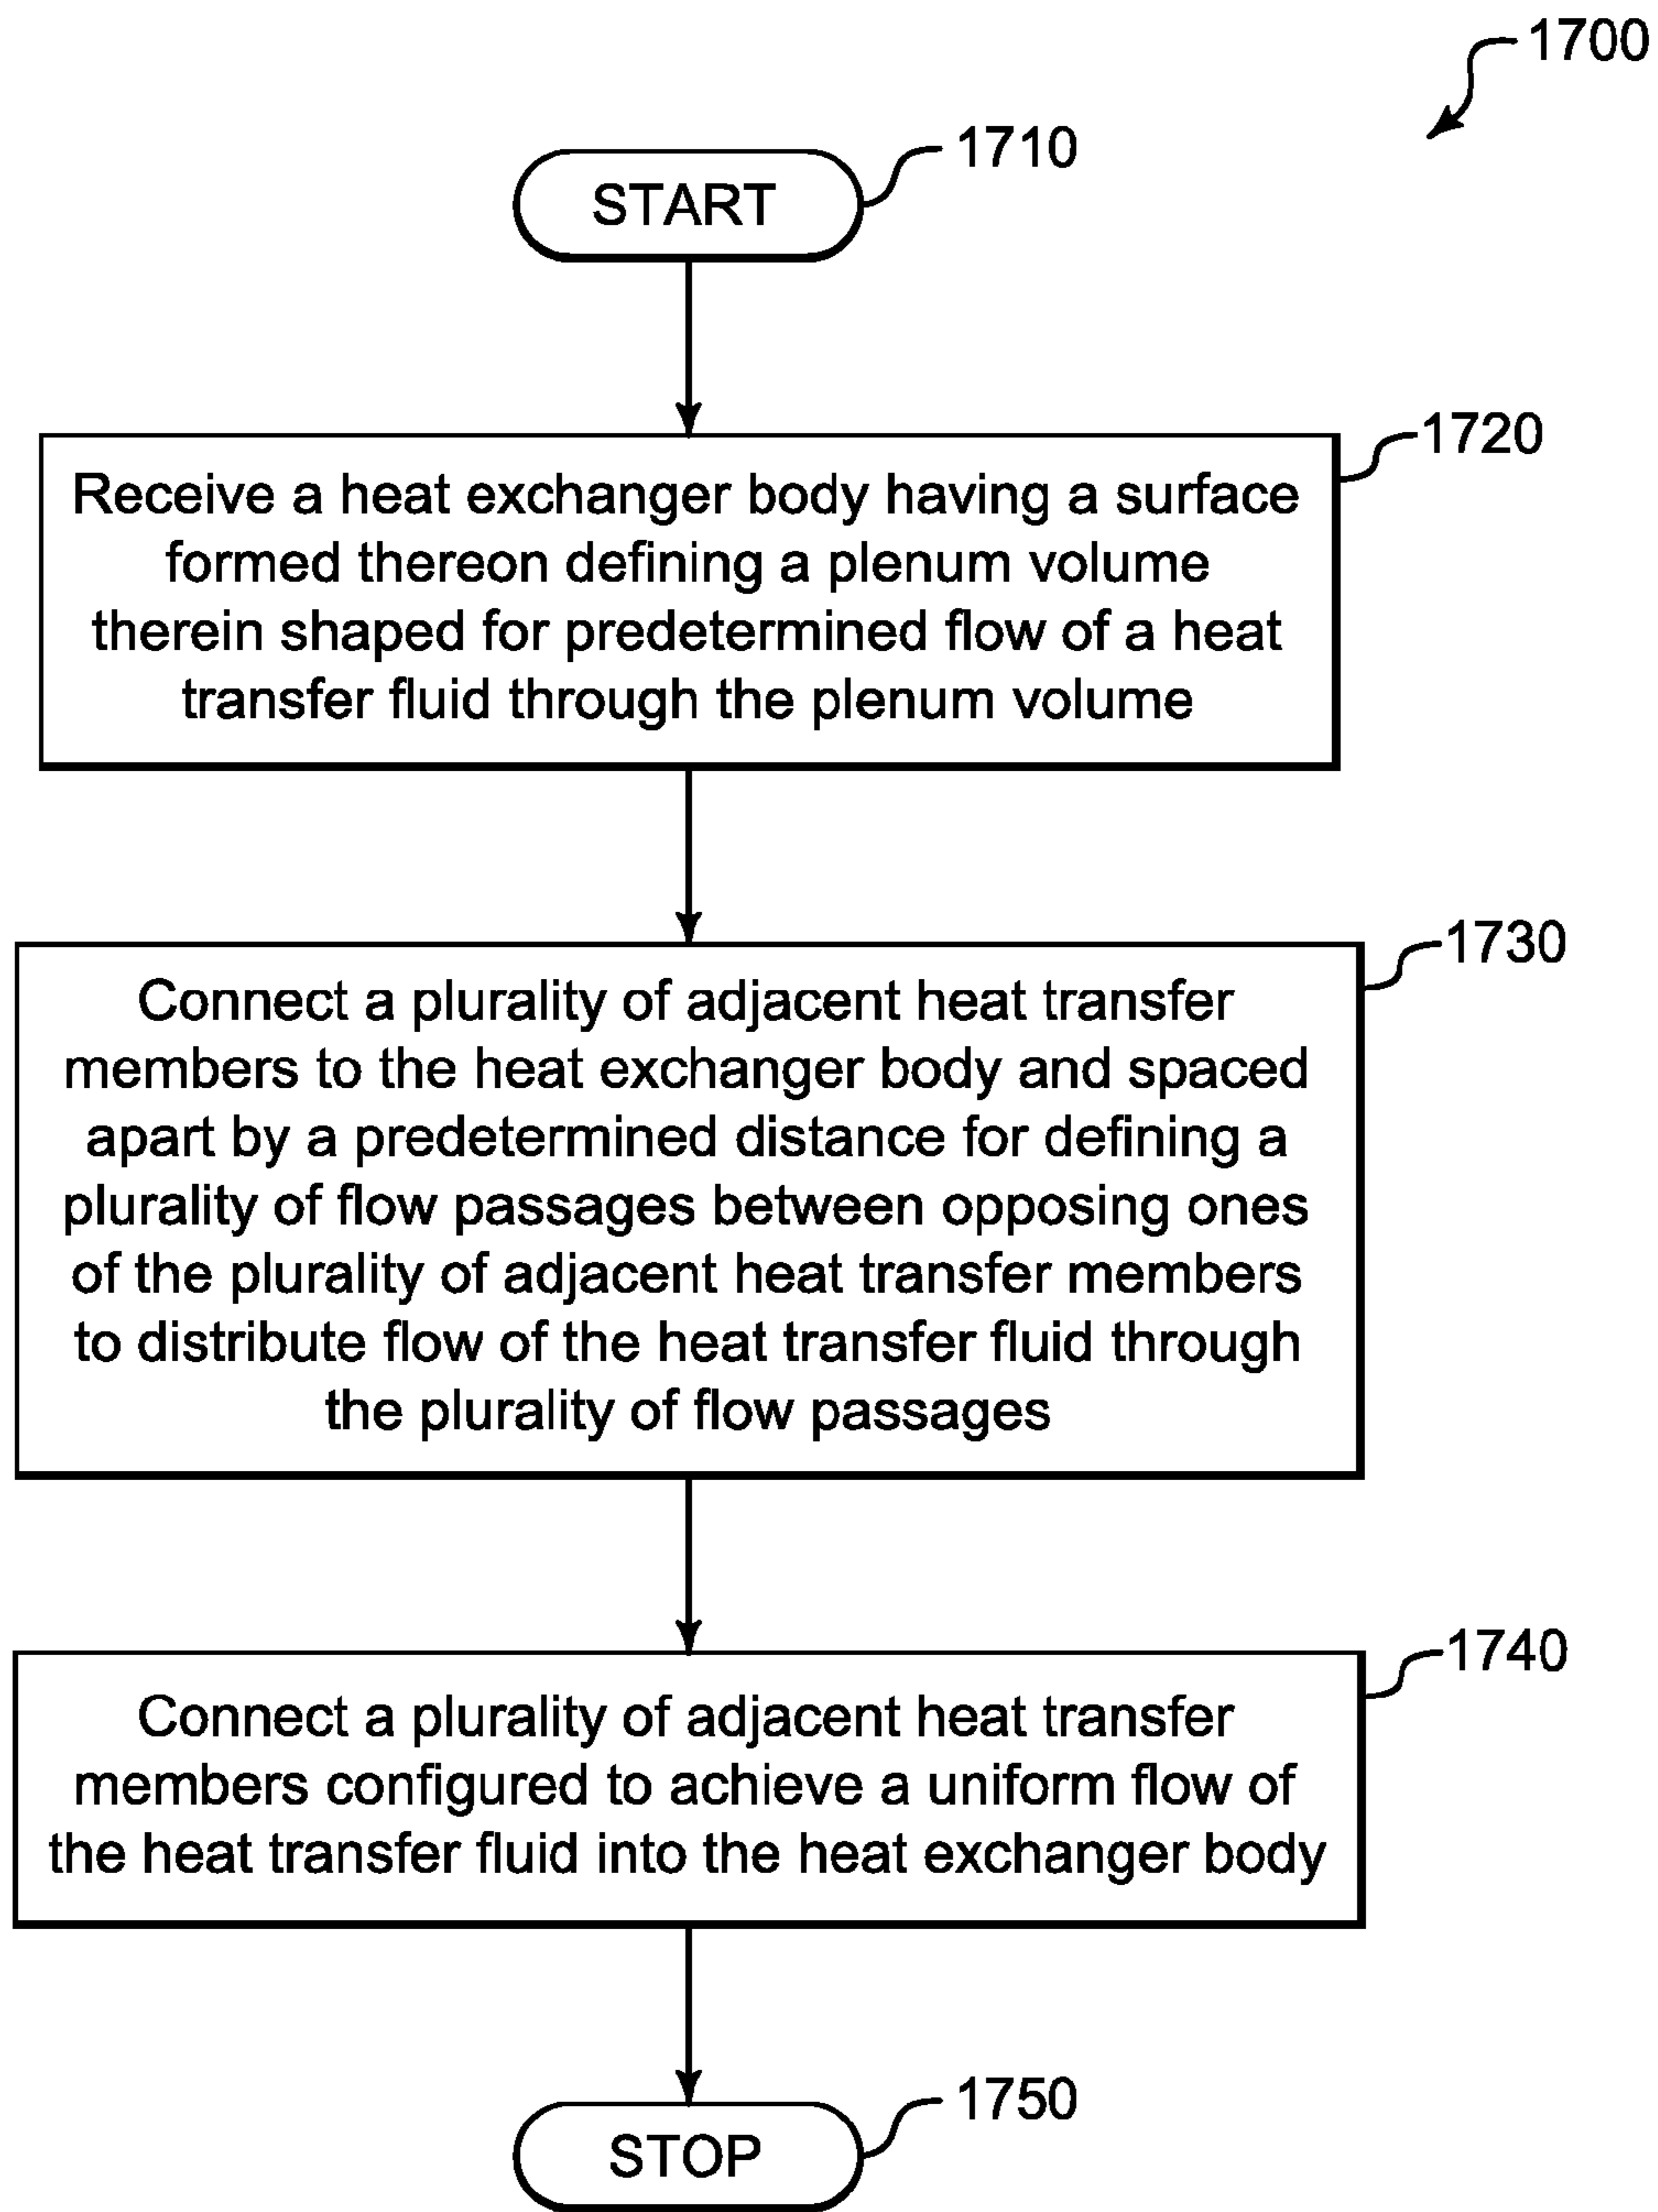 1700
1710
START
1720
Receive a heat exchanger body having a surface
formed thereon defining a plenum volume
therein shaped for predetermined flow of a heat
transfer fluid through the plenum volume
1730
Connect a plurality of adjacent heat transfer
members to the heat exchanger body and spaced
apart by a predetermined distance for defining a
plurality of flow passages between opposing ones
of the plurality of adjacent heat transfer members
to distribute flow of the heat transfer fluid through
the plurality of flow passages
1740
Connect a plurality of adjacent heat transfer
members configured to achieve a uniform flow of
the heat transfer fluid into the heat exchanger body
1750
STOP